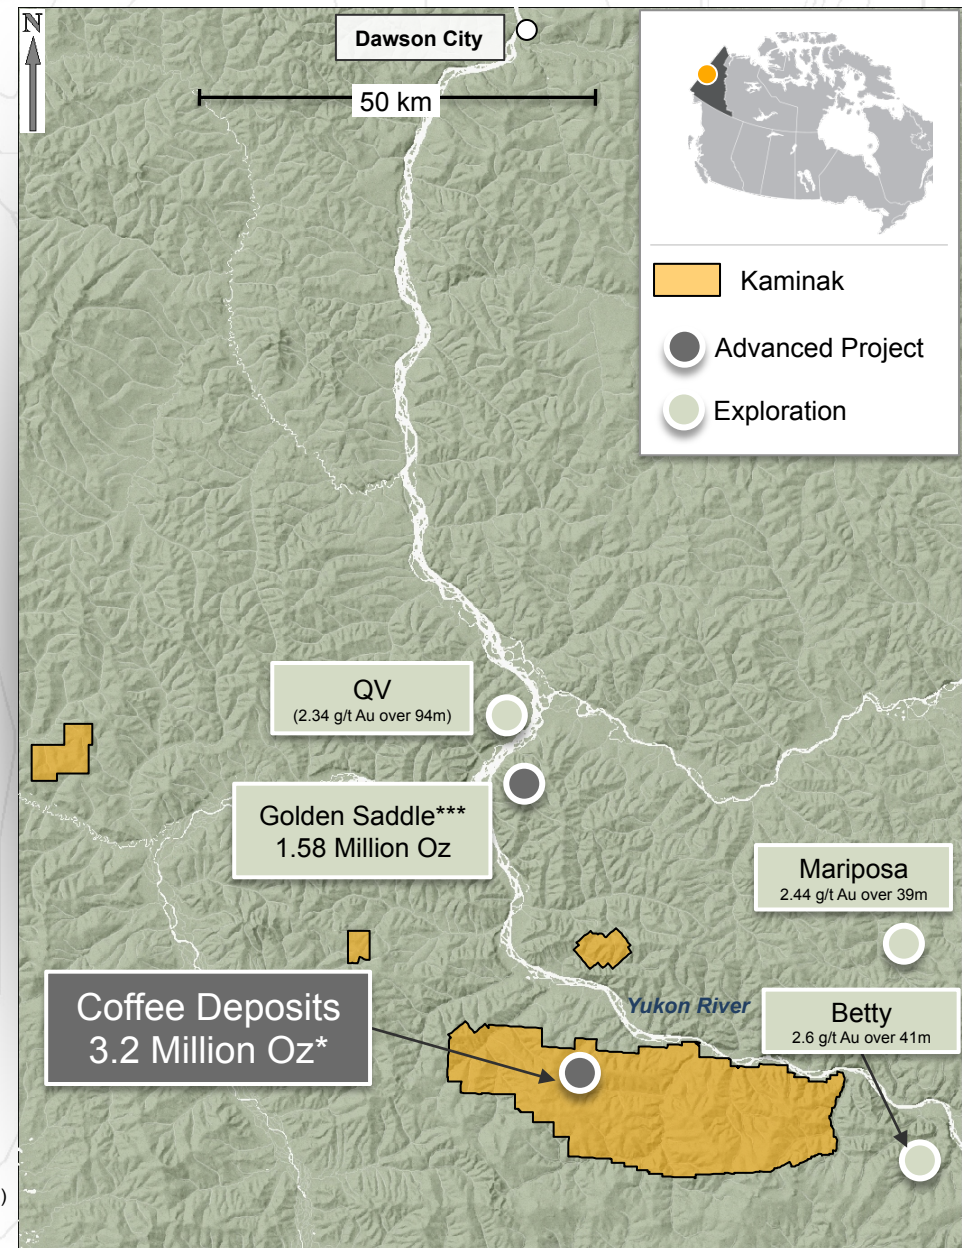 N
Dawson City
50 km
Kaminak
Advanced Project
Exploration
QV
(2.34 g/t Au over 94m)
Golden Saddle***
1.58 Million Oz
Mariposa
2.44 g/t Au over 39m
Coffee Deposits
3.2 Million Oz*
Yukon River
Betty
2.6 g/t Au over 41m
)